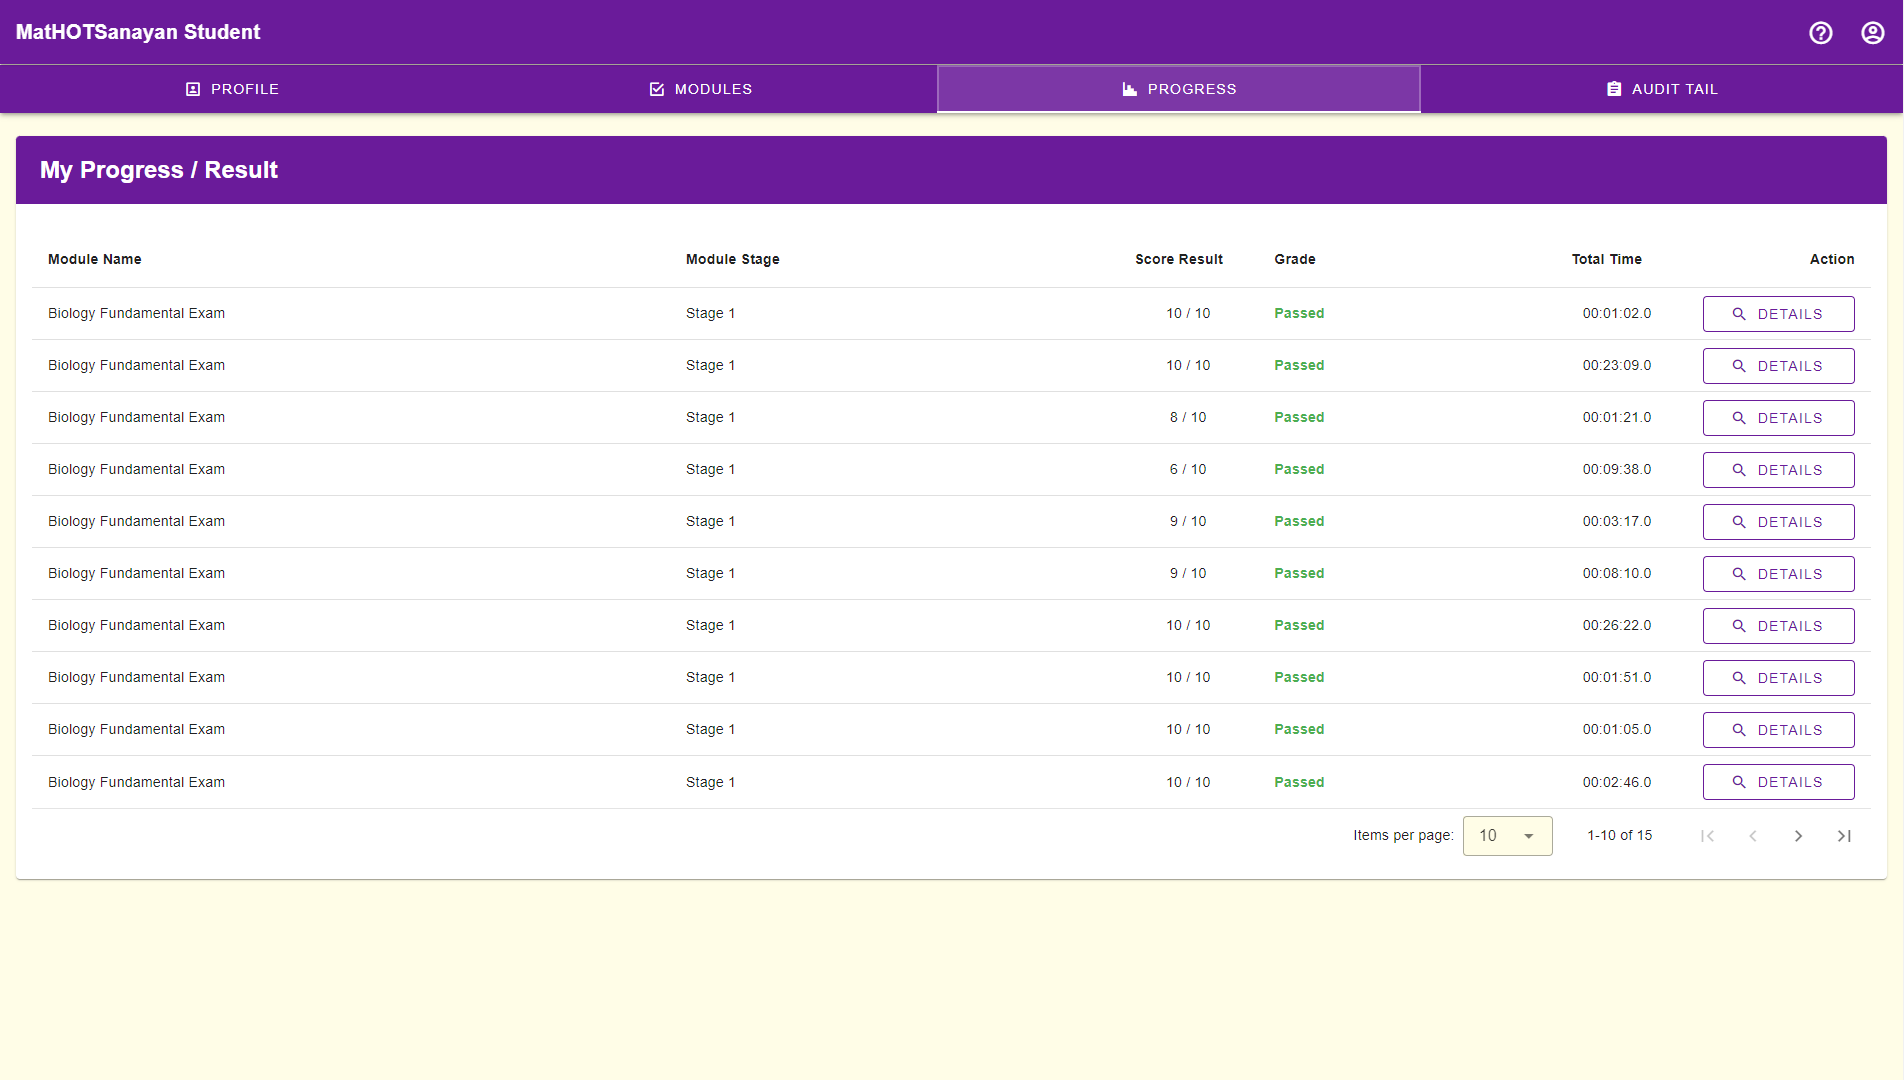 MatHOTSanayan Student
PROFILE MODULES PROGRESS AUDIT TAIL
My Progress / Result
Module Name Module Stage Score Result Grade Total Time Action
Biology Fundamental Exam Stage 1 10 / 10 Passed 00:01:02.0 DETAILS
Biology Fundamental Exam Stage 1 10 / 10 Passed 00:23:09.0 DETAILS
Biology Fundamental Exam Stage 1 8 / 10 Passed 00:01:21.0 DETAILS
Biology Fundamental Exam Stage 1 6 / 10 Passed 00:09:38.0 DETAILS
Biology Fundamental Exam Stage 1 9 / 10 Passed 00:03:17.0 DETAILS
Biology Fundamental Exam Stage 1 9 / 10 Passed 00:08:10.0 DETAILS
Biology Fundamental Exam Stage 1 10 / 10 Passed 00:26:22.0 DETAILS
Biology Fundamental Exam Stage 1 10 / 10 Passed 00:01:51.0 DETAILS
Biology Fundamental Exam Stage 1 10 / 10 Passed 00:01:05.0 DETAILS
Biology Fundamental Exam Stage 1 10 / 10 Passed 00:02:46.0 DETAILS
Items per page: 10 1-10 of 15